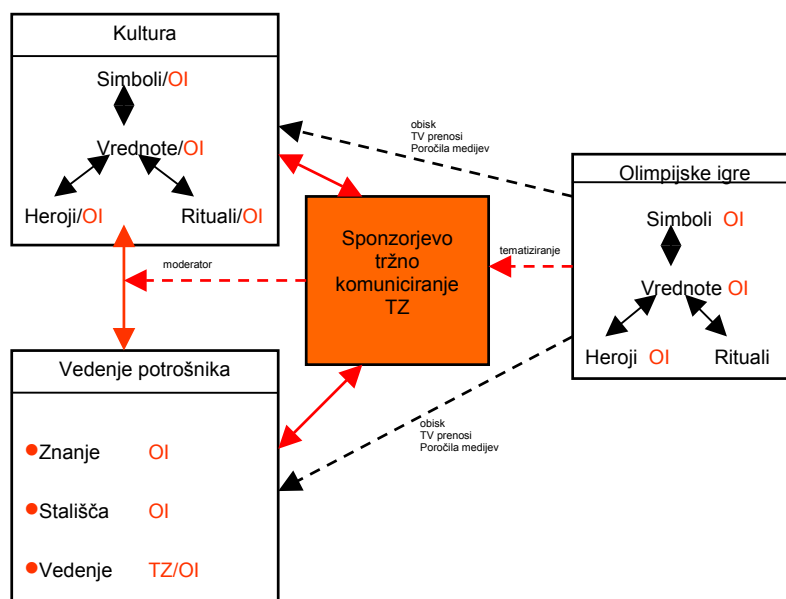 Kultura
Simboli/OI
Vrednote/OI
Heroji/OI
Rituali/OI
obisk
TV prenosi
Poročila medijev
Olimpijske igre
Simboli OI
Vrednote OI
Heroji OI
Rituali
Sponzorjevo
tržno
komuniciranje
TZ
tematiziranje
moderator
Vedenje potrošnika
Znanje OI
Stališča OI
Vedenje TZ/OI
obisk
TV prenosi
Poročila medijev